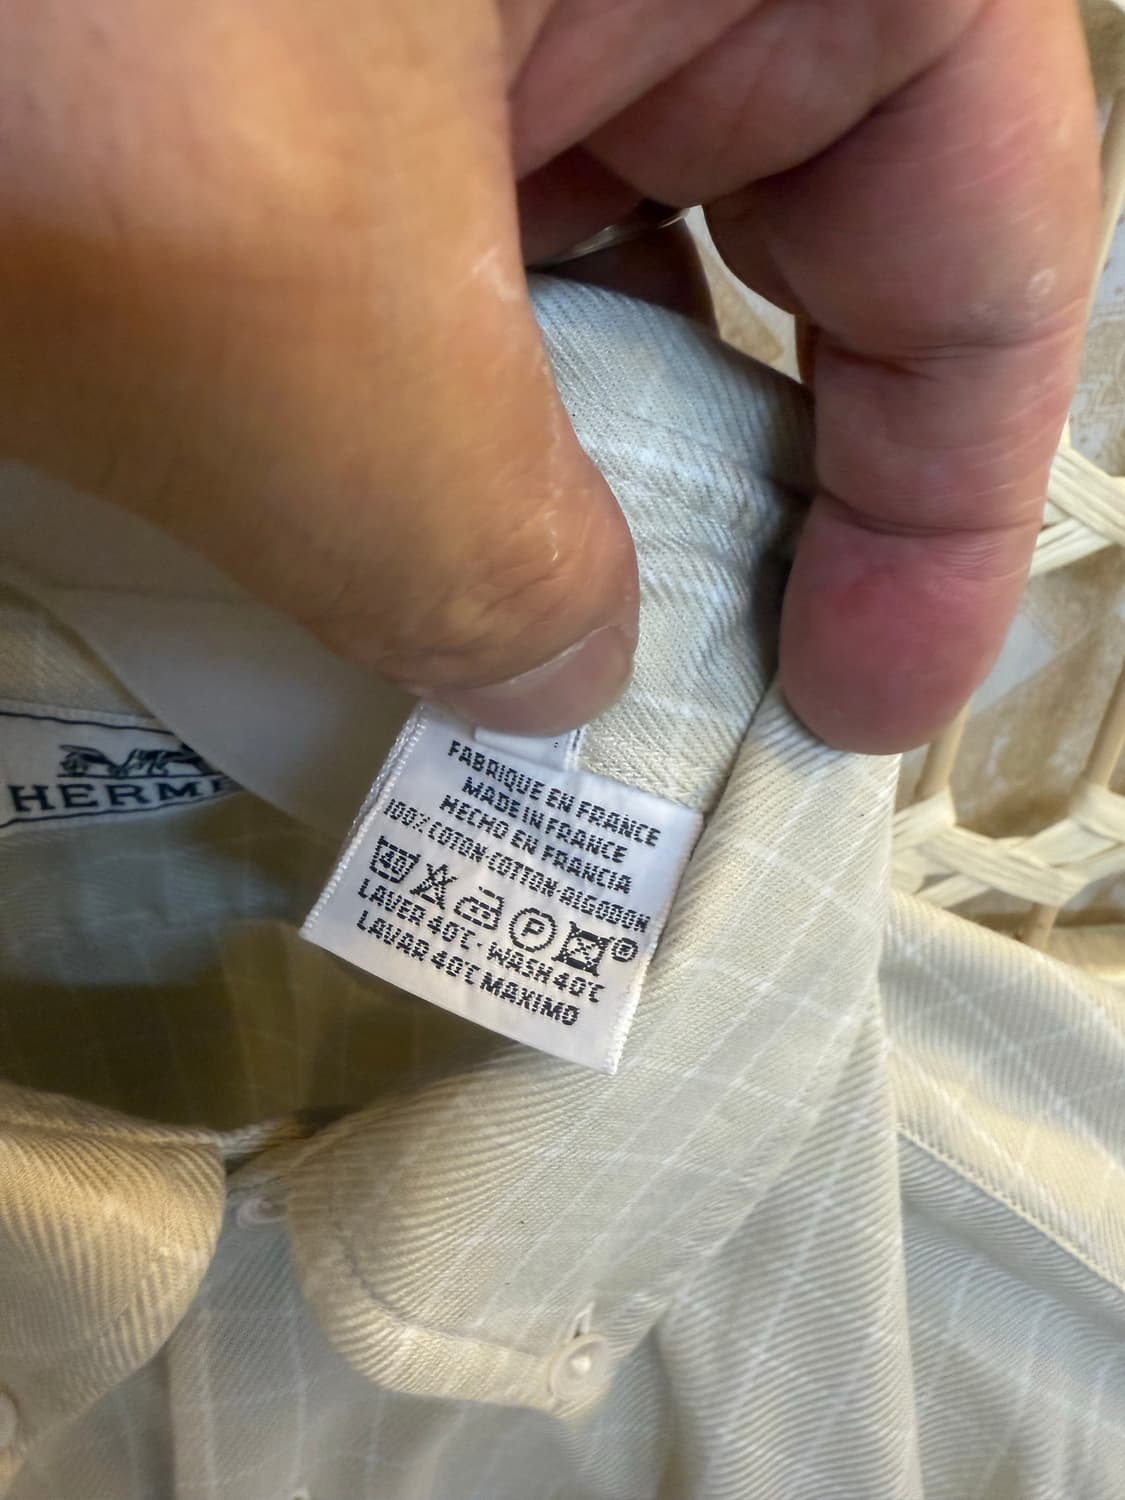 HERM
FABRIQUE EN FRANCE
MADE IN FRANCE
HECHO EN FRANCIA
100% COTON-COTTON-ALGODON
40 P ®
LAVER 40°C - WASH 40°C
LAVAR 40°C MAXIMO